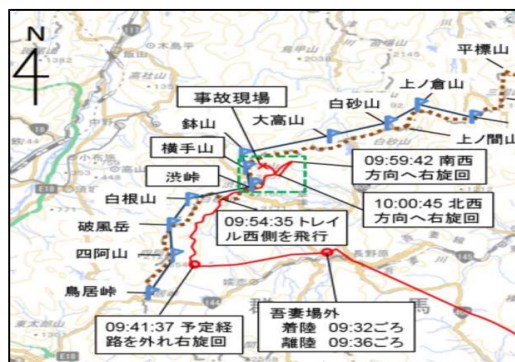 N
平標山
上ノ倉山
白砂山
事故現場
大高山
鉢山
上ノ間山
横手山
09:59:42 南西
方向へ右旋回
渋峠
10:00:45 北西
方向へ右旋回
白根山
09:54:35 トレイ
ル西側を飛行
破風岳
四阿山
長野原
鳥居峠
群
馬
09:41:37 予定経
路を外れ右旋回
吾妻場外
着陸 09:32ごろ
離陸 09:36ごろ